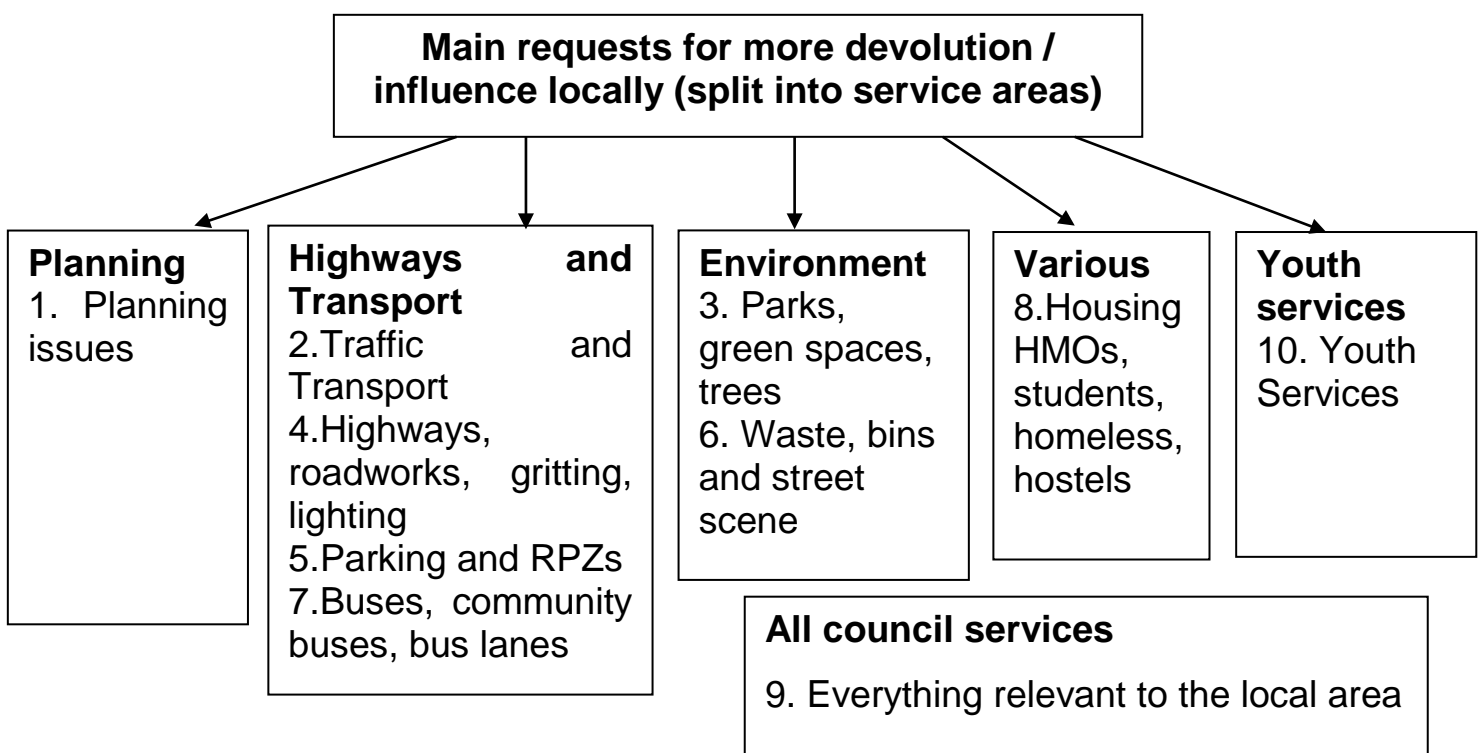 Main requests for more devolution /
influence locally (split into service areas)
Planning
1. Planning
issues
Highways and
Transport
2.Traffic and
Transport
4.Highways,
roadworks, gritting,
lighting
5.Parking and RPZs
7.Buses, community
buses, bus lanes
Environment
3. Parks,
green spaces,
trees
6. Waste, bins
and street
scene
Various
8.Housing
HMOs,
students,
homeless,
hostels
Youth
services
10. Youth
Services
All council services
9. Everything relevant to the local area